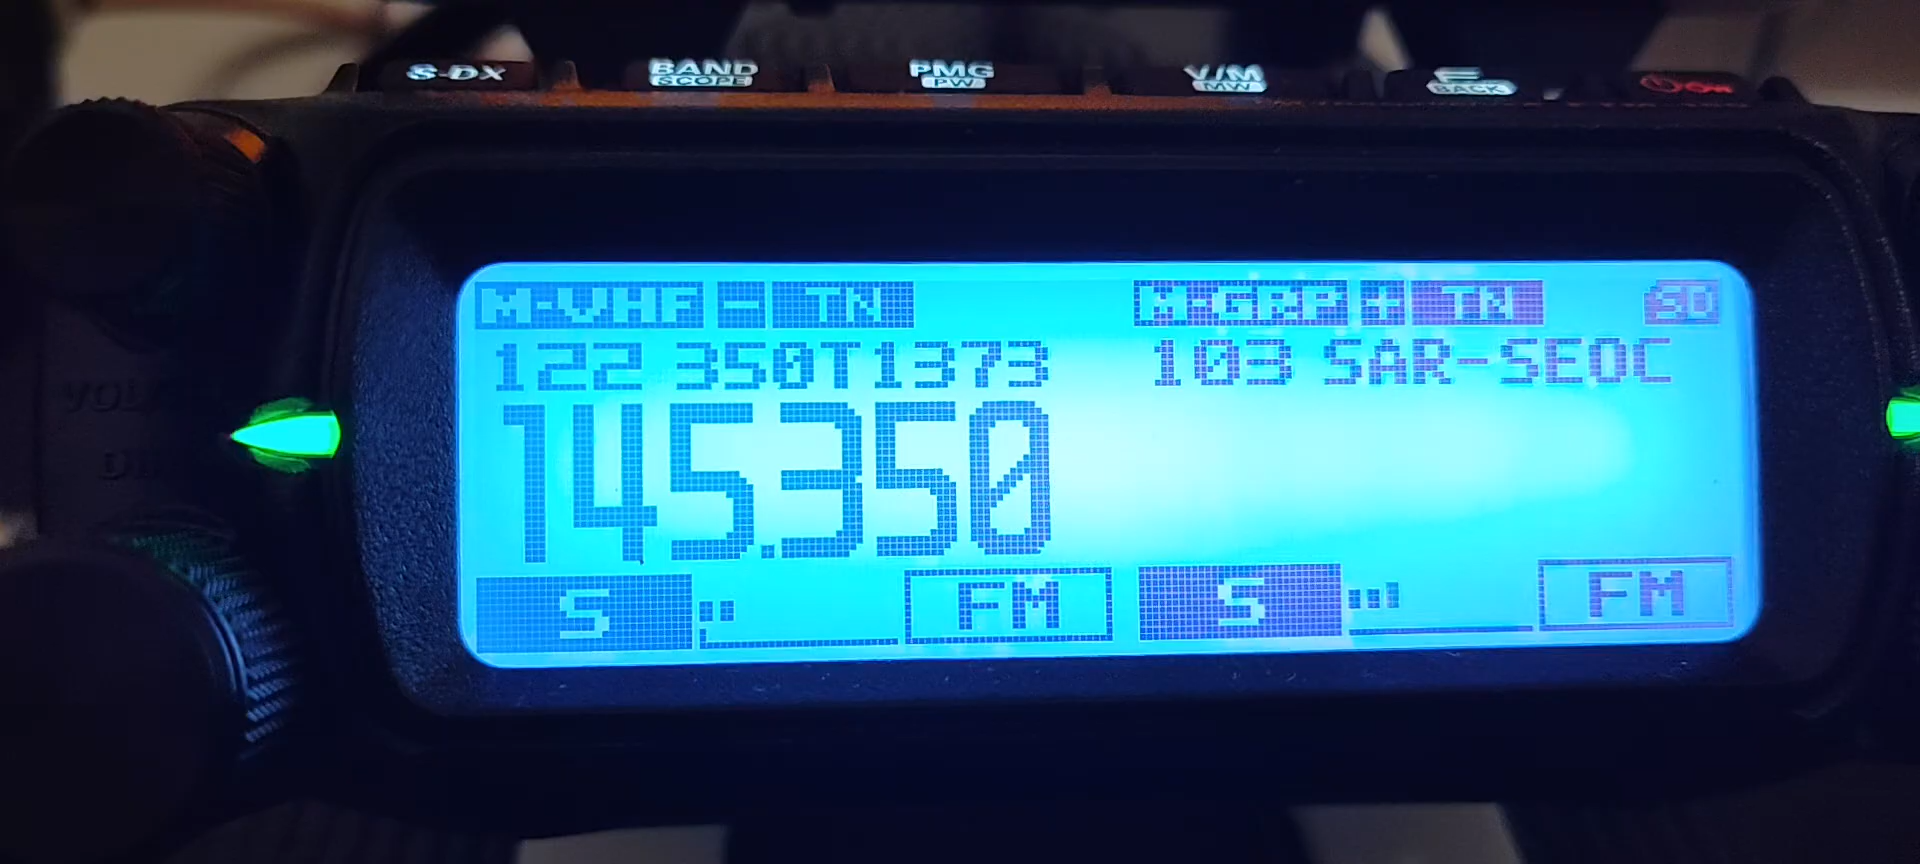 S-DX BAND SCOPE PMG PW V/M MW BACK
M-VHF - TN M-GRP + TN SD
122 350T1373 103 SAR-SEOC
145.350
S FM S FM
VOL